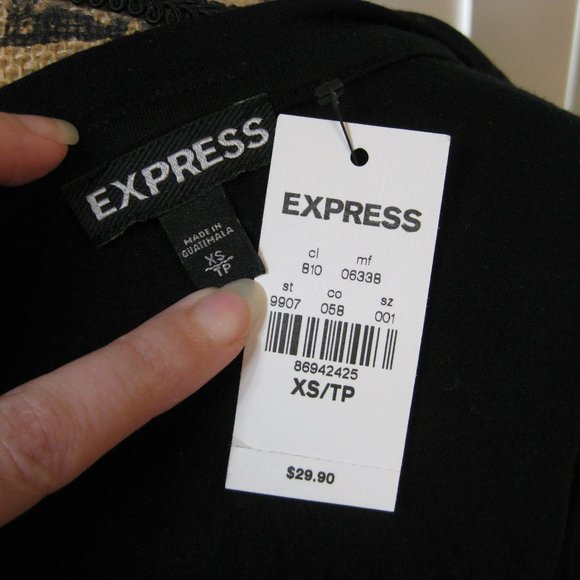 EXPRESS
MADE IN
GUATEMALA
XS
TP
EXPRESS
cl mf
810 06338
st co sz
9907 058 001
86942425
XS/TP
$29.90